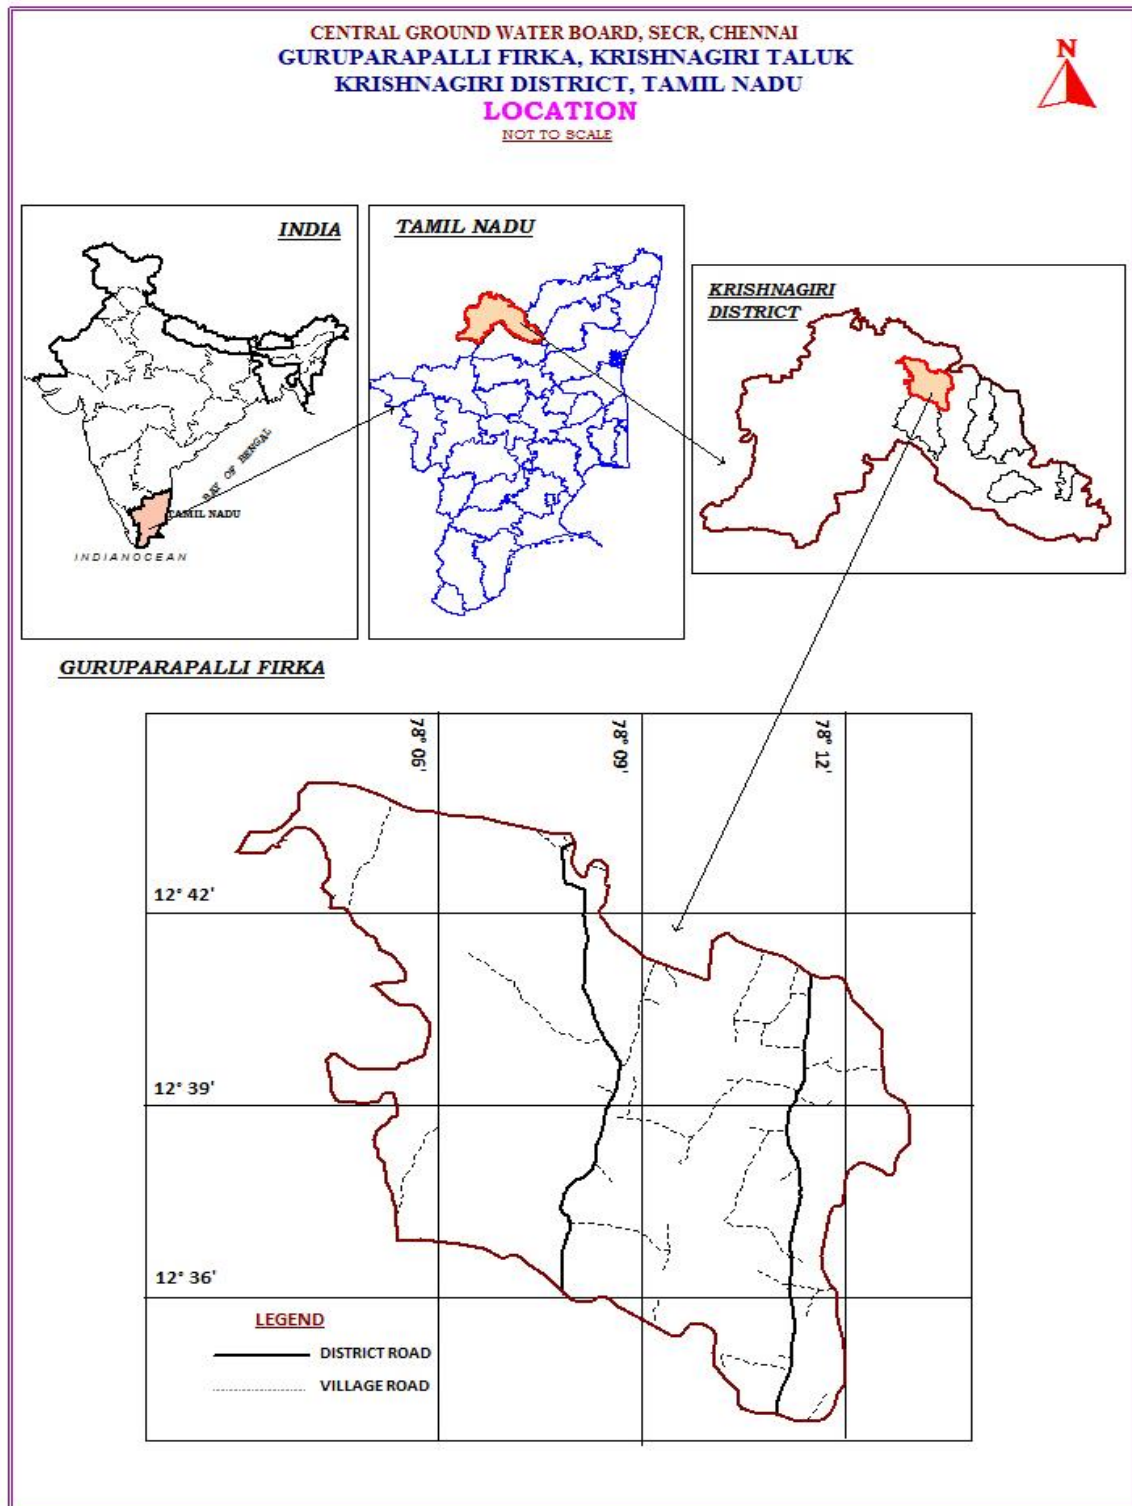 CENTRAL GROUND WATER BOARD, SECR, CHENNAI
GURUPARAPALLI FIRKA, KRISHNAGIRI TALUK
KRISHNAGIRI DISTRICT, TAMIL NADU
LOCATION
NOT TO SCALE
N
INDIA
BAY OF BENGAL
TAMIL NADU
INDIANOCEAN
TAMIL NADU
KRISHNAGIRI
DISTRICT
GURUPARAPALLI FIRKA
78° 06'
78° 09'
78° 12'
12° 42'
12° 39'
12° 36'
LEGEND
DISTRICT ROAD
VILLAGE ROAD